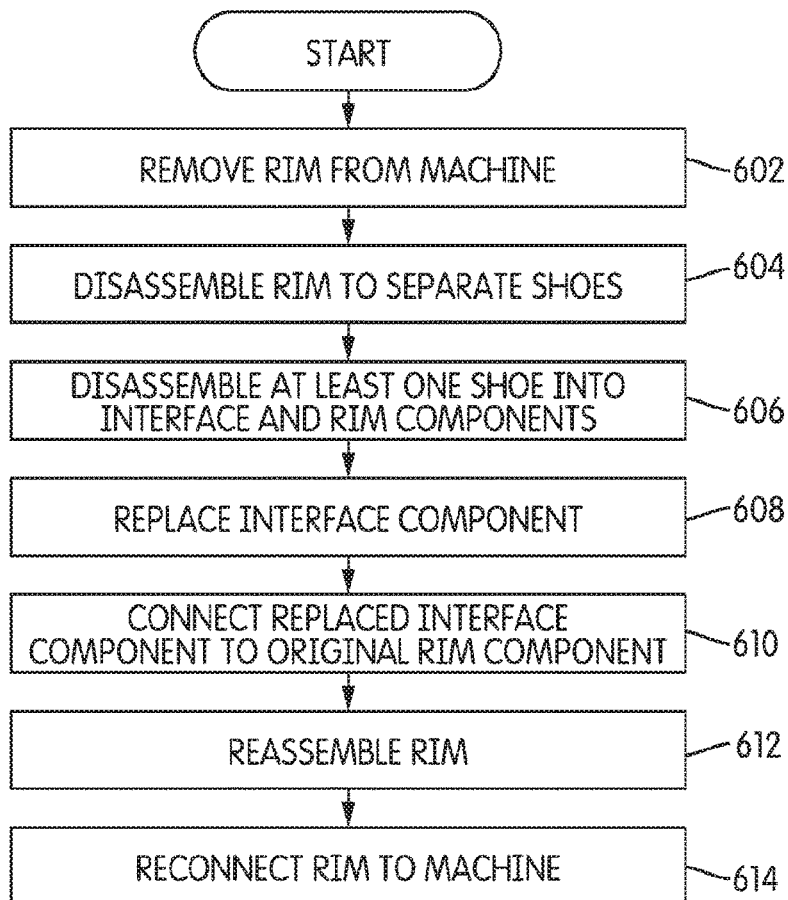 START
REMOVE RIM FROM MACHINE
602
DISASSEMBLE RIM TO SEPARATE SHOES
604
DISASSEMBLE AT LEAST ONE SHOE INTO
INTERFACE AND RIM COMPONENTS
606
REPLACE INTERFACE COMPONENT
608
CONNECT REPLACED INTERFACE
COMPONENT TO ORIGINAL RIM COMPONENT
610
REASSEMBLE RIM
612
RECONNECT RIM TO MACHINE
614